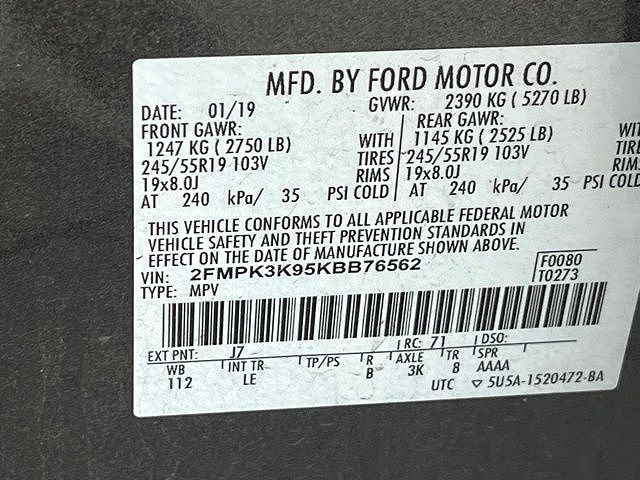 MFD. BY FORD MOTOR CO.
DATE: 01/19 GVWR: 2390 KG ( 5270 LB)
FRONT GAWR: REAR GAWR:
1247 KG ( 2750 LB) WITH 1145 KG ( 2525 LB) WIT
245/55R19 103V TIRES 245/55R19 103V TIRES
19x8.0J RIMS 19x8.0J RIMS
AT 240 kPa/ 35 PSI COLD AT 240 kPa/ 35 PSI COLD
THIS VEHICLE CONFORMS TO ALL APPLICABLE FEDERAL MOTOR
VEHICLE SAFETY AND THEFT PREVENTION STANDARDS IN
EFFECT ON THE DATE OF MANUFACTURE SHOWN ABOVE.
VIN: 2FMPK3K95KBB76562 F0080
TYPE: MPV T0273
EXT PNT: J7 RC: 71 DSO:
WB INT TR TP/PS R AXLE TR SPR
112 LE B 3K 8 AAAA
UTC ▽ 5U5A-1520472-BA